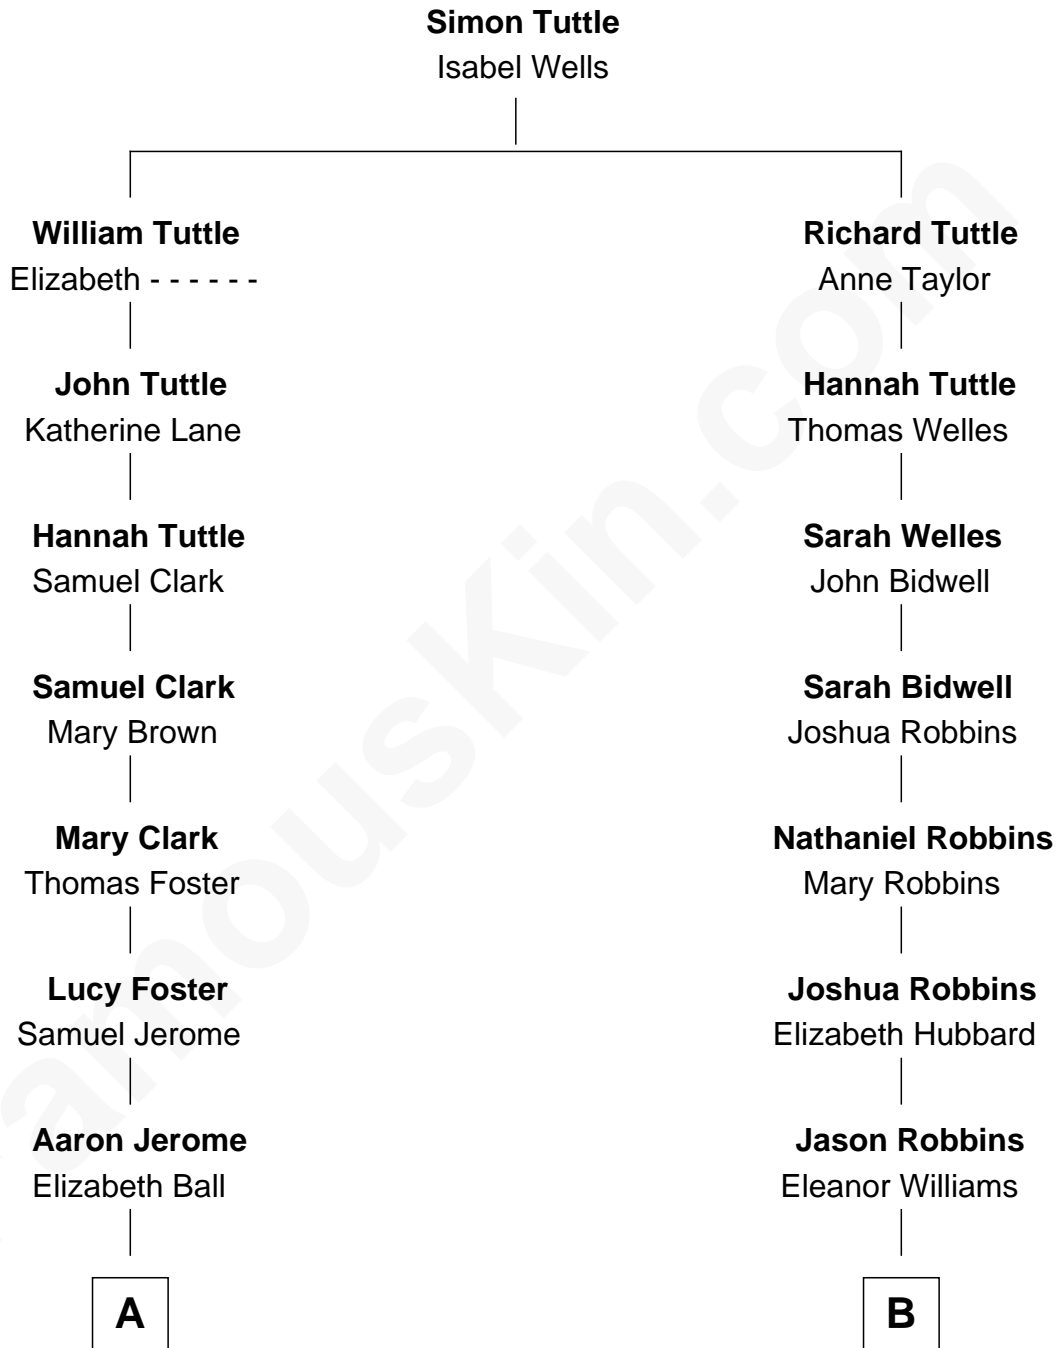 Simon Tuttle
Isabel Wells
William Tuttle
Elizabeth - - - - - -
Richard Tuttle
Anne Taylor
John Tuttle
Katherine Lane
Hannah Tuttle
Thomas Welles
Hannah Tuttle
Samuel Clark
Sarah Welles
John Bidwell
Samuel Clark
Mary Brown
Sarah Bidwell
Joshua Robbins
Mary Clark
Thomas Foster
Nathaniel Robbins
Mary Robbins
Lucy Foster
Samuel Jerome
Joshua Robbins
Elizabeth Hubbard
Aaron Jerome
Elizabeth Ball
Jason Robbins
Eleanor Williams
A
B
amousKin.com